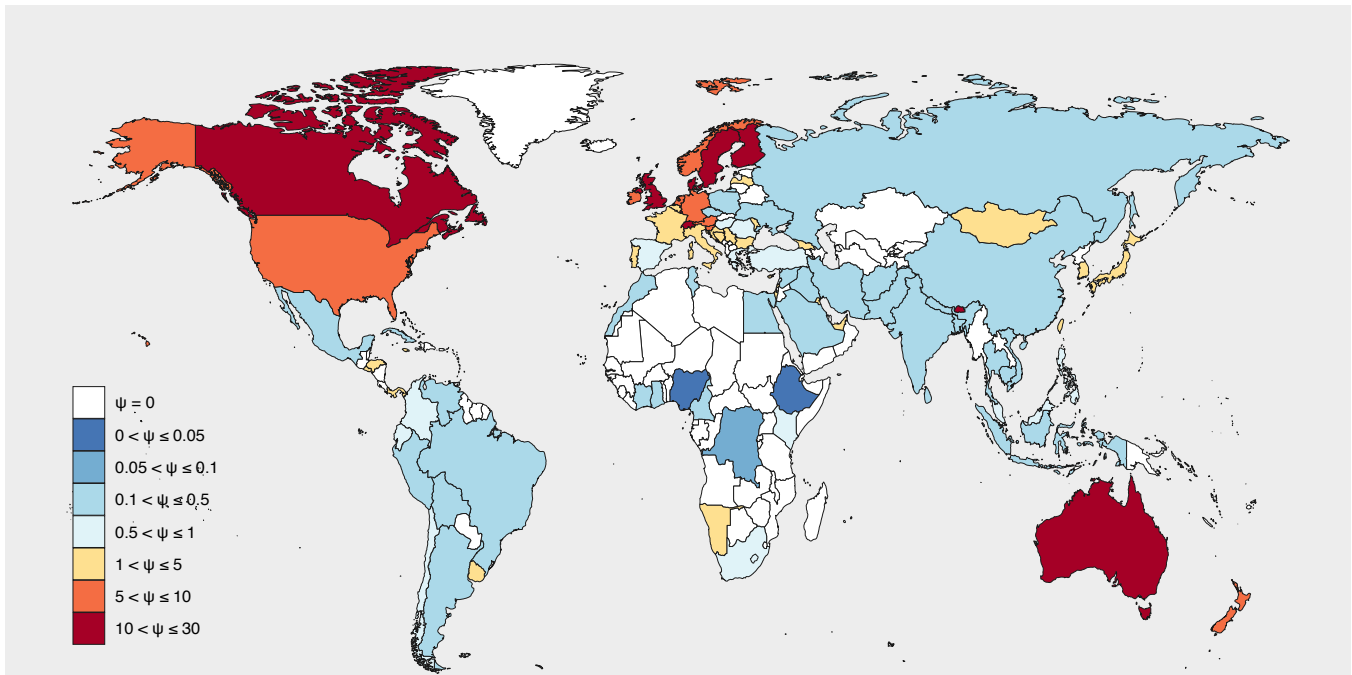 ψ = 0
0 < ψ ≤ 0.05
0.05 < ψ ≤ 0.1
0.1 < ψ ≤ 0.5
0.5 < ψ ≤ 1
1 < ψ ≤ 5
5 < ψ ≤ 10
10 < ψ ≤ 30